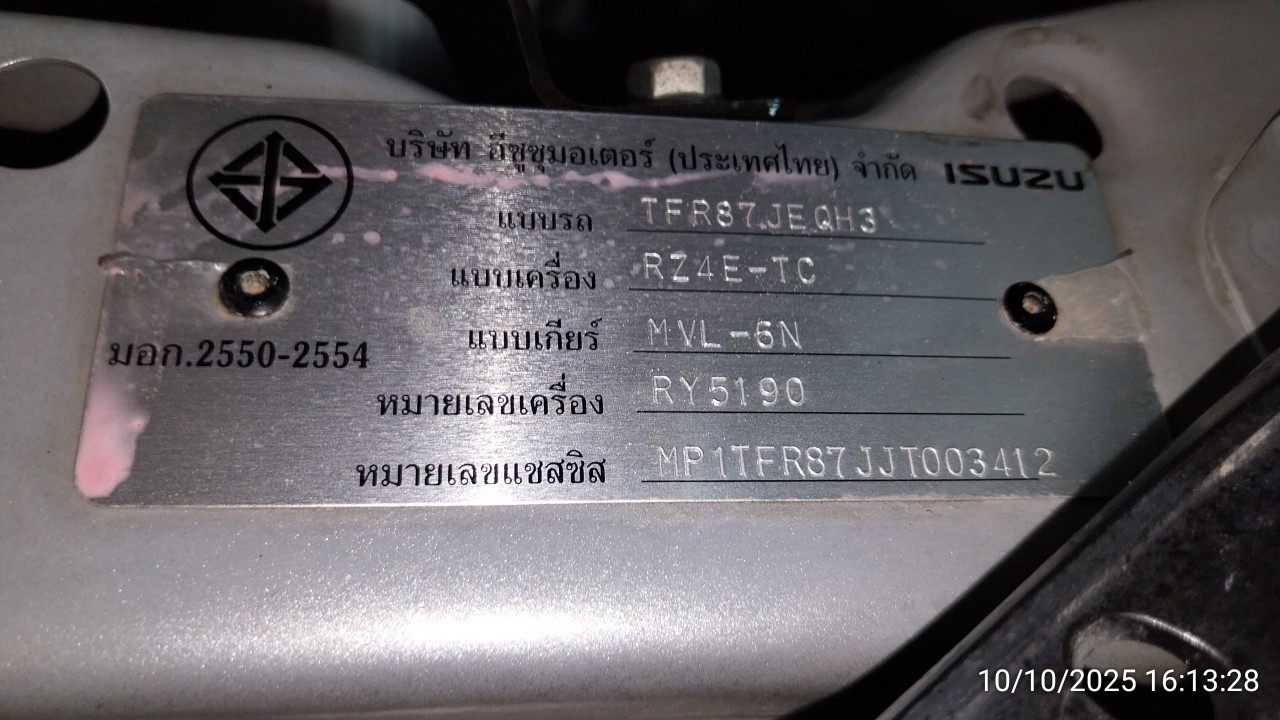 บริษัท อีซูซุมอเตอร์ (ประเทศไทย) จำกัด ISUZU
แบบรถ TFR87JEQH3
แบบเครื่อง RZ4E-TC
แบบเกียร์ MVL-6N
มอก.2550-2554
หมายเลขเครื่อง RY5190
หมายเลขแชสซิส MP1TFR87JJT003412
10/10/2025 16:13:28